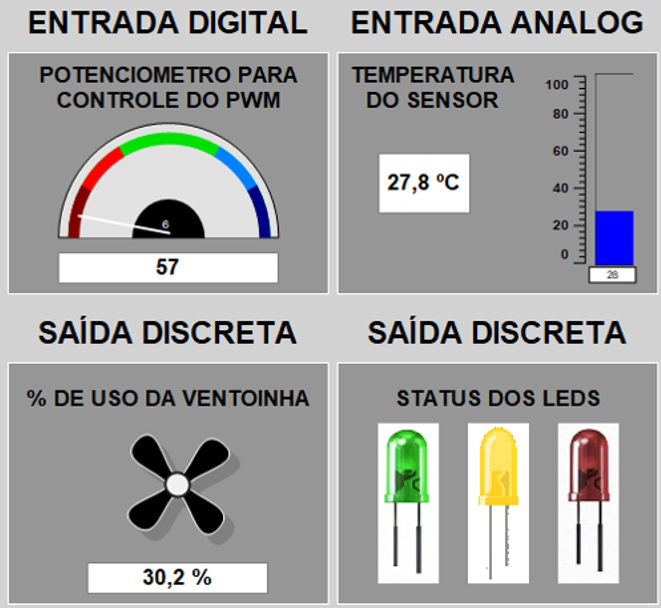 ENTRADA DIGITAL
POTENCIOMETRO PARA
CONTROLE DO PWM
6
57
ENTRADA ANALOG
TEMPERATURA
DO SENSOR
27,8 ºC
100
80
60
40
20
0
28
SAÍDA DISCRETA
% DE USO DA VENTOINHA
30,2 %
SAÍDA DISCRETA
STATUS DOS LEDS